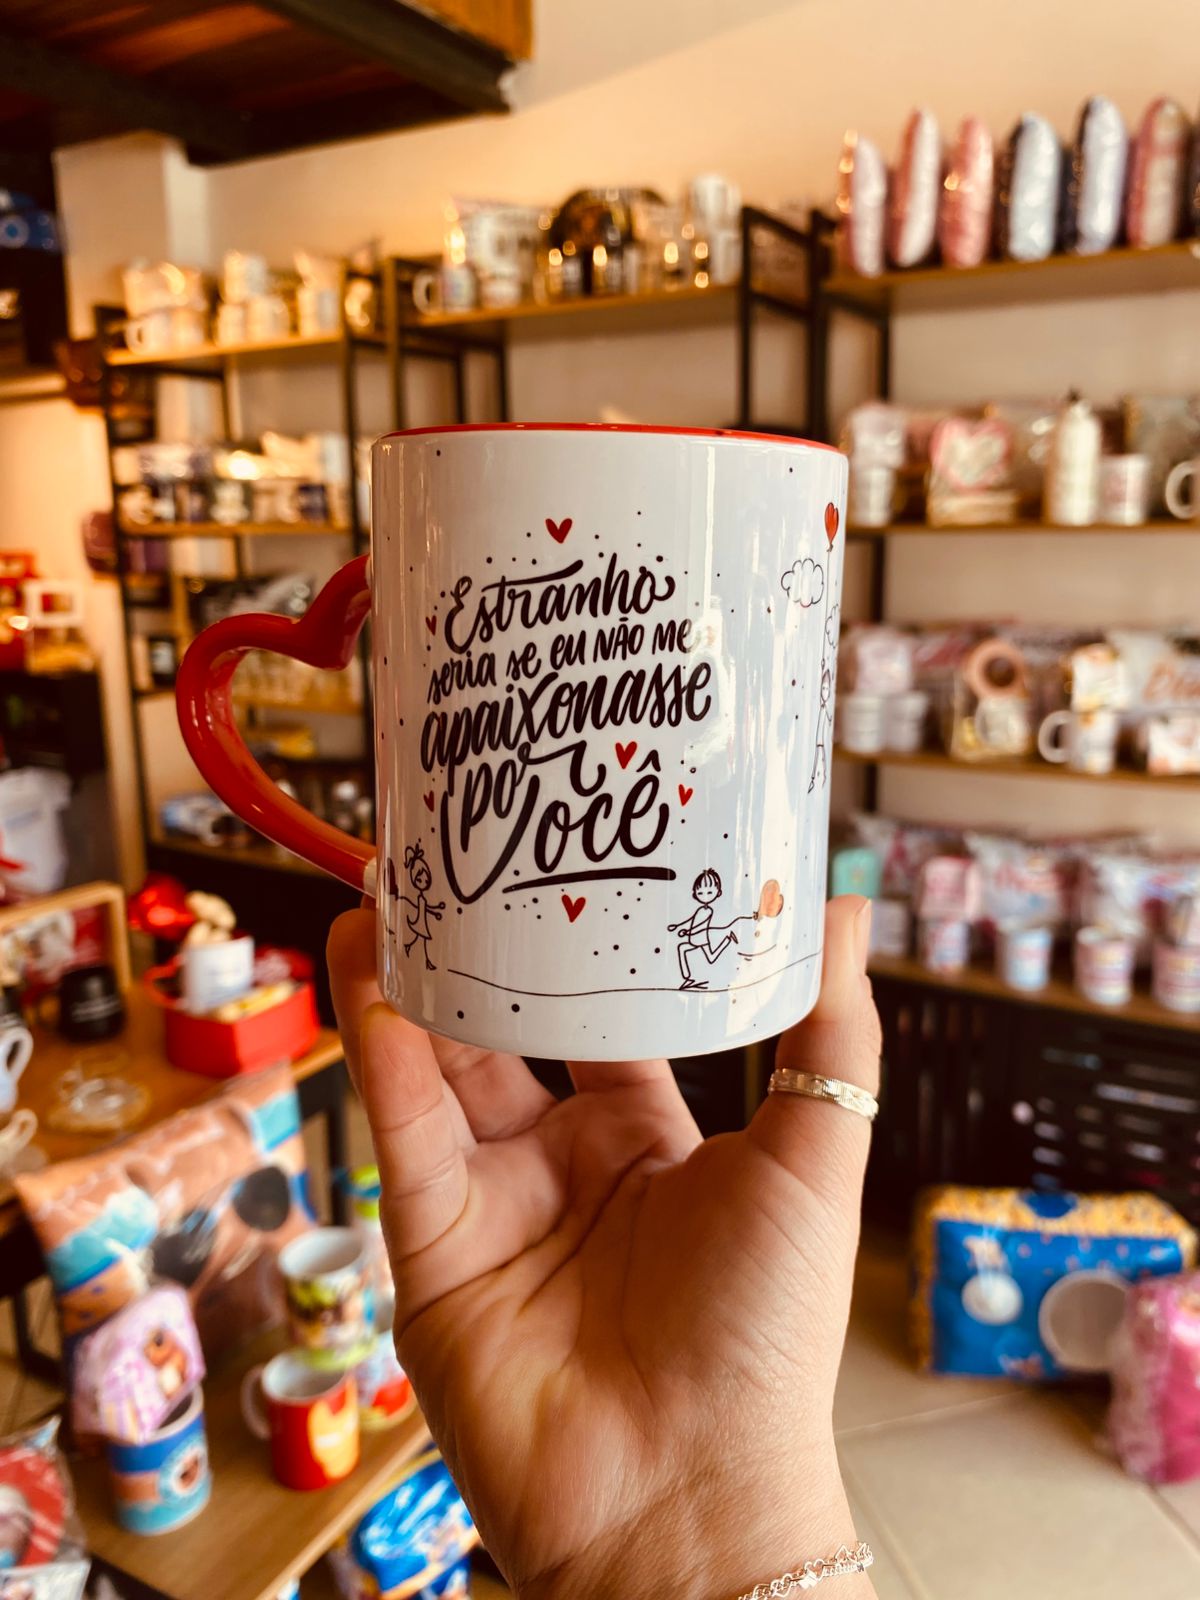 Estranho
seria se eu NÃO me
apaixonasse
por
Você